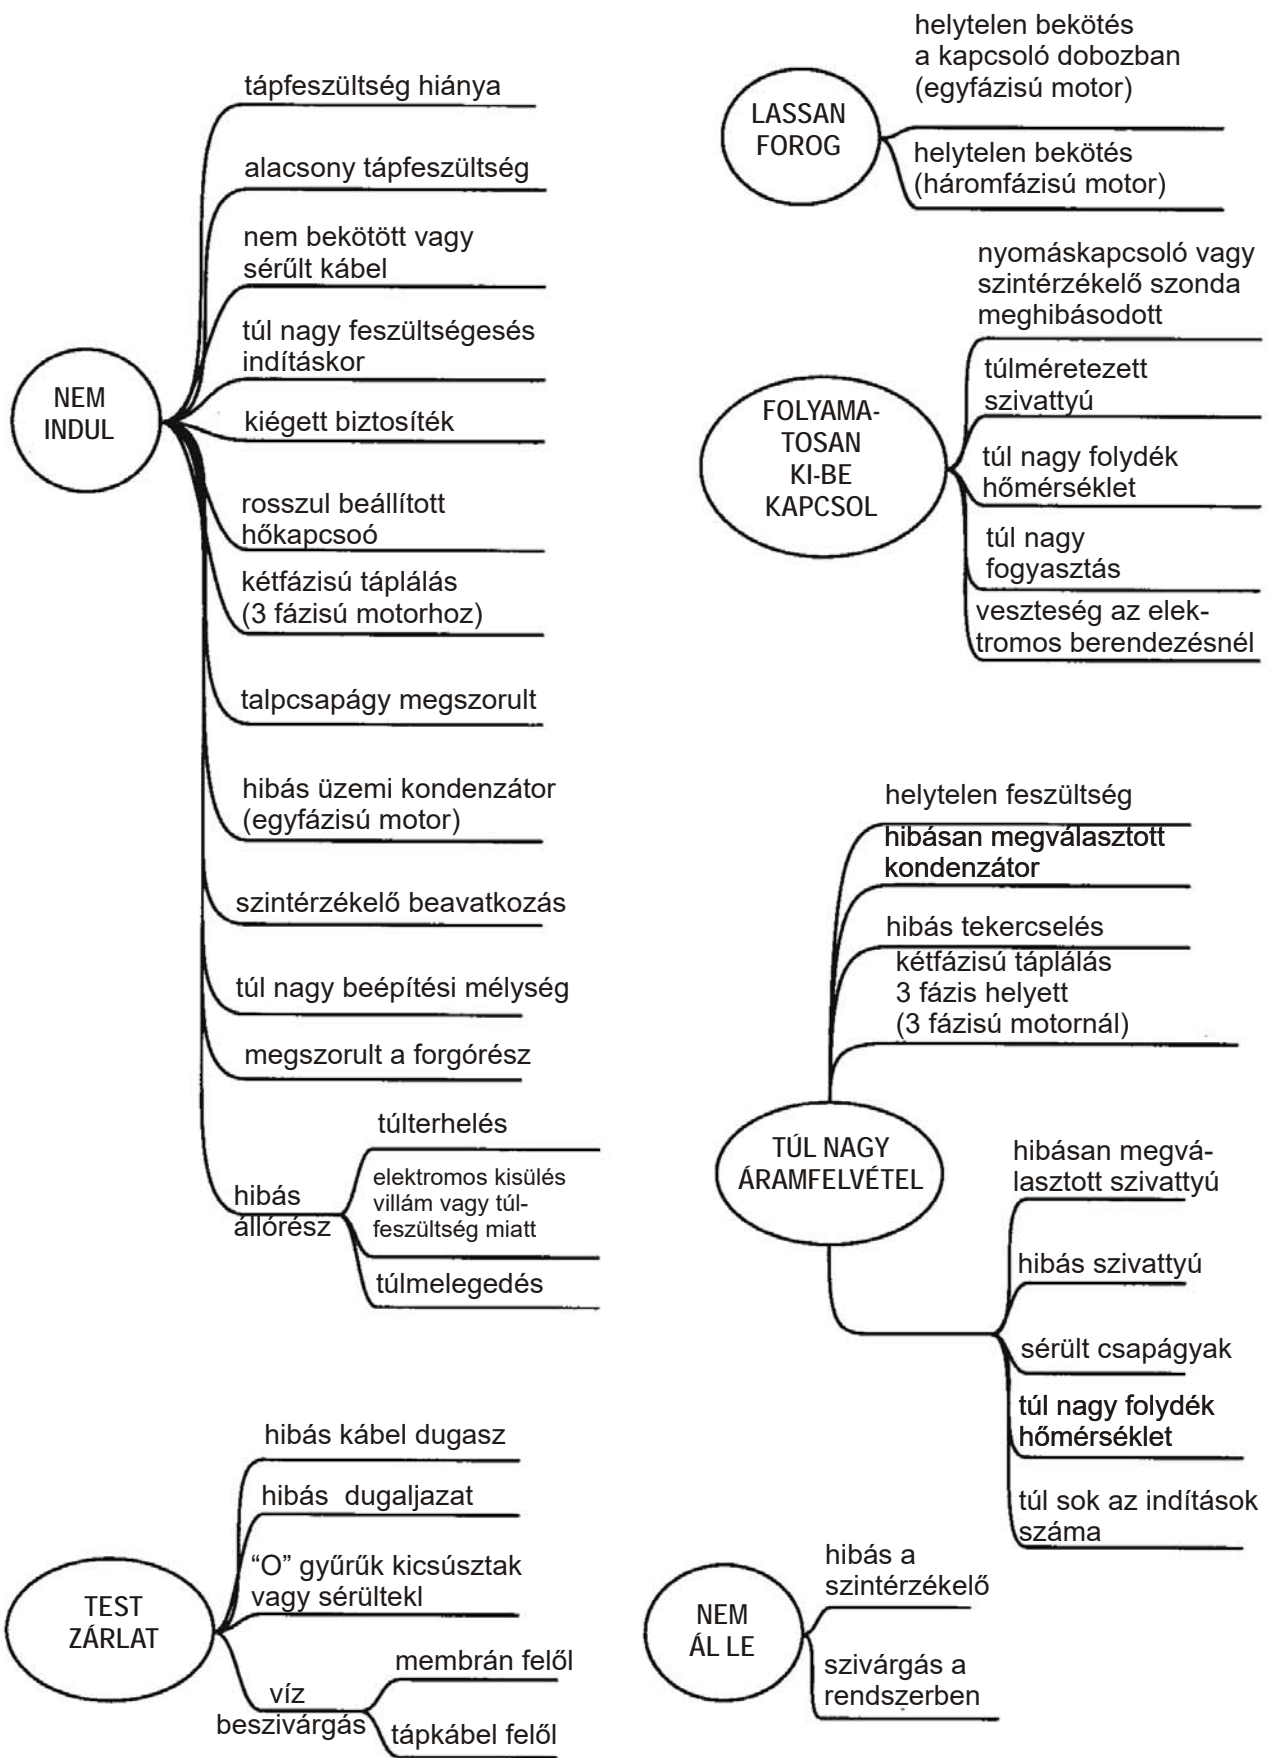 NEM
INDUL
tápfeszültség hiánya
alacsony tápfeszültség
nem bekötött vagy
sérűlt kábel
túl nagy feszültségesés
indításkor
kiégett biztosíték
rosszul beállított
hőkapcsoó
kétfázisú táplálás
(3 fázisú motorhoz)
talpcsapágy megszorult
hibás üzemi kondenzátor
(egyfázisú motor)
szintérzékelő beavatkozás
túl nagy beépítési mélység
megszorult a forgórész
hibás
állórész
túlterhelés
elektromos kisülés
villám vagy túl-
feszültség miatt
túlmelegedés
TEST
ZÁRLAT
hibás kábel dugasz
hibás dugaljazat
“O” gyűrűk kicsúsztak
vagy sérültekl
víz
beszivárgás
membrán felől
tápkábel felől
LASSAN
FOROG
helytelen bekötés
a kapcsoló dobozban
(egyfázisú motor)
helytelen bekötés
(háromfázisú motor)
FOLYAMA-
TOSAN
KI-BE
KAPCSOL
nyomáskapcsoló vagy
szintérzékelő szonda
meghibásodott
túlméretezett
szivattyú
túl nagy folydék
hőmérséklet
túl nagy
fogyasztás
veszteség az elek-
tromos berendezésnél
TÚL NAGY
ÁRAMFELVÉTEL
helytelen feszültség
hibásan megválasztott
kondenzátor
hibás tekercselés
kétfázisú táplálás
3 fázis helyett
(3 fázisú motornál)
hibásan megvá-
lasztott szivattyú
hibás szivattyú
sérült csapágyak
túl nagy folydék
hőmérséklet
túl sok az indítások
száma
NEM
ÁL LE
hibás a
szintérzékelő
szivárgás a
rendszerben